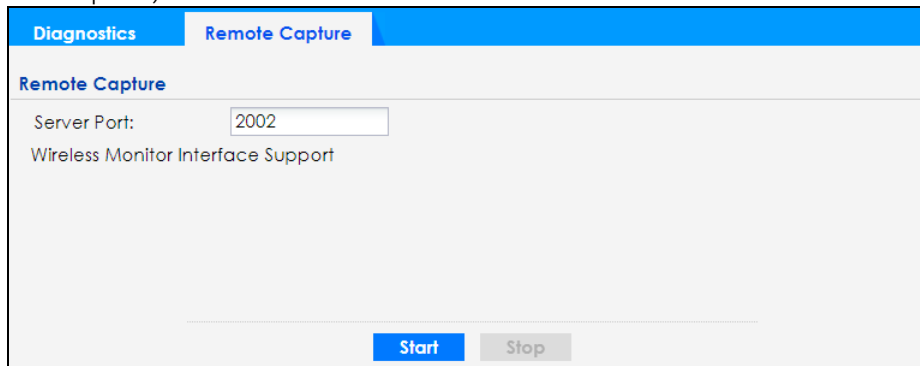 Diagnostics Remote Capture
Remote Capture
Server Port: 2002
Wireless Monitor Interface Support
Start Stop